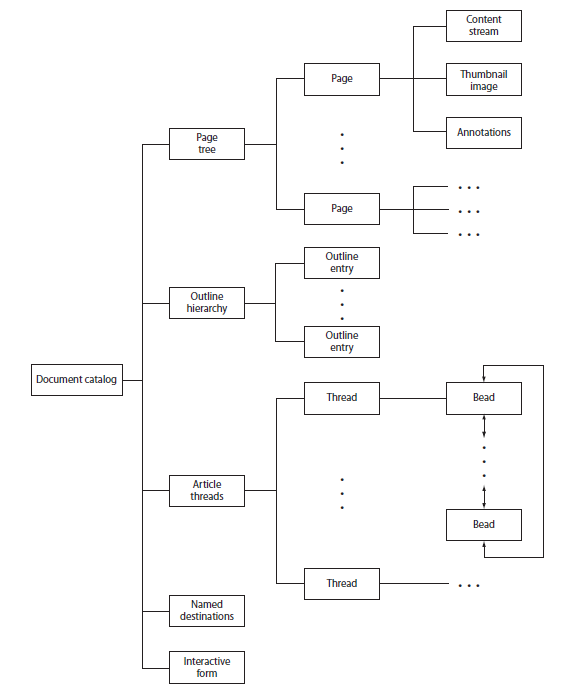 Content
stream
Page
Thumbnail
image
Annotations
Page
tree
. . .
Page
. . .
. . .
. . .
Outline
entry
Outline
hierarchy
. . .
Outline
entry
Document catalog
Thread
Bead
. . .
Article
threads
. . .
Bead
Thread
. . .
Named
destinations
Interactive
form